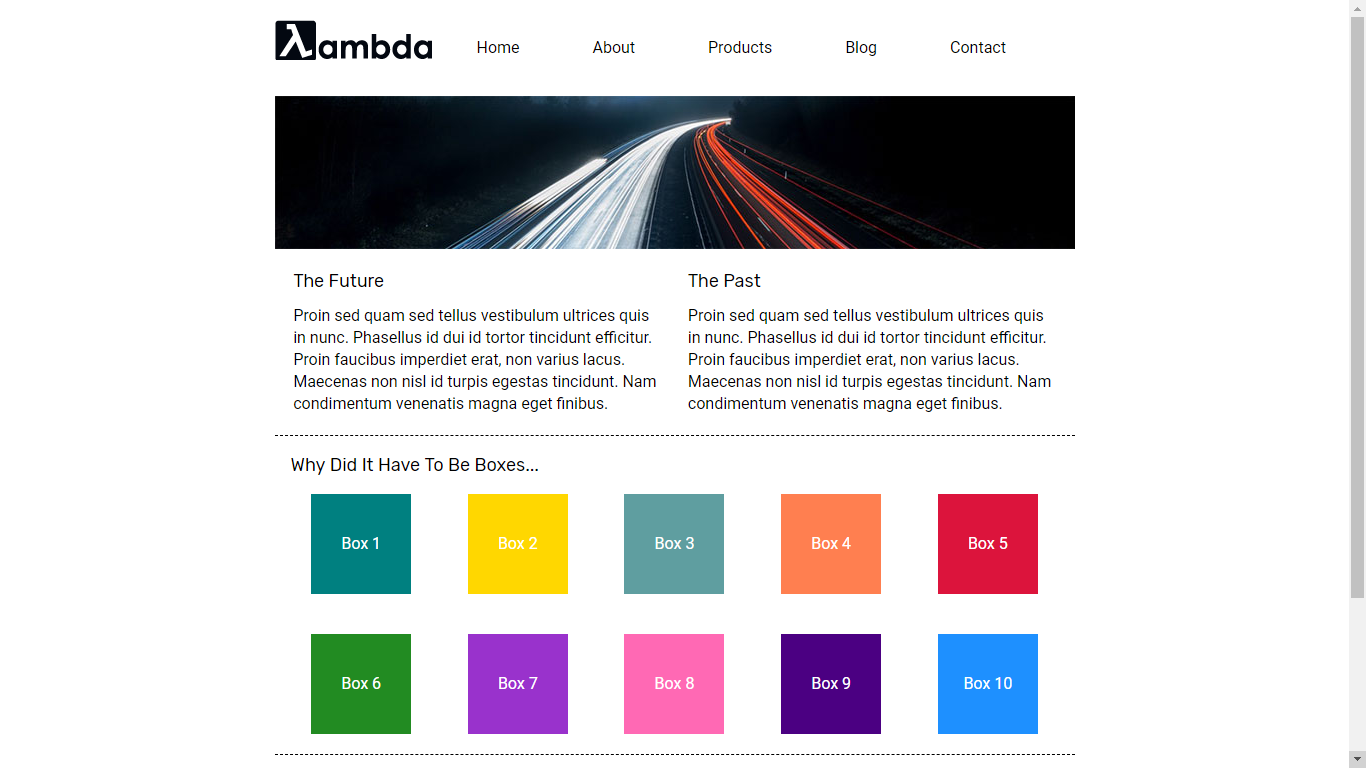 λambda
Home About Products Blog Contact
The Future
Proin sed quam sed tellus vestibulum ultrices quis
in nunc. Phasellus id dui id tortor tincidunt efficitur.
Proin faucibus imperdiet erat, non varius lacus.
Maecenas non nisl id turpis egestas tincidunt. Nam
condimentum venenatis magna eget finibus.
The Past
Proin sed quam sed tellus vestibulum ultrices quis
in nunc. Phasellus id dui id tortor tincidunt efficitur.
Proin faucibus imperdiet erat, non varius lacus.
Maecenas non nisl id turpis egestas tincidunt. Nam
condimentum venenatis magna eget finibus.
Why Did It Have To Be Boxes...
Box 1 Box 2 Box 3 Box 4 Box 5
Box 6 Box 7 Box 8 Box 9 Box 10